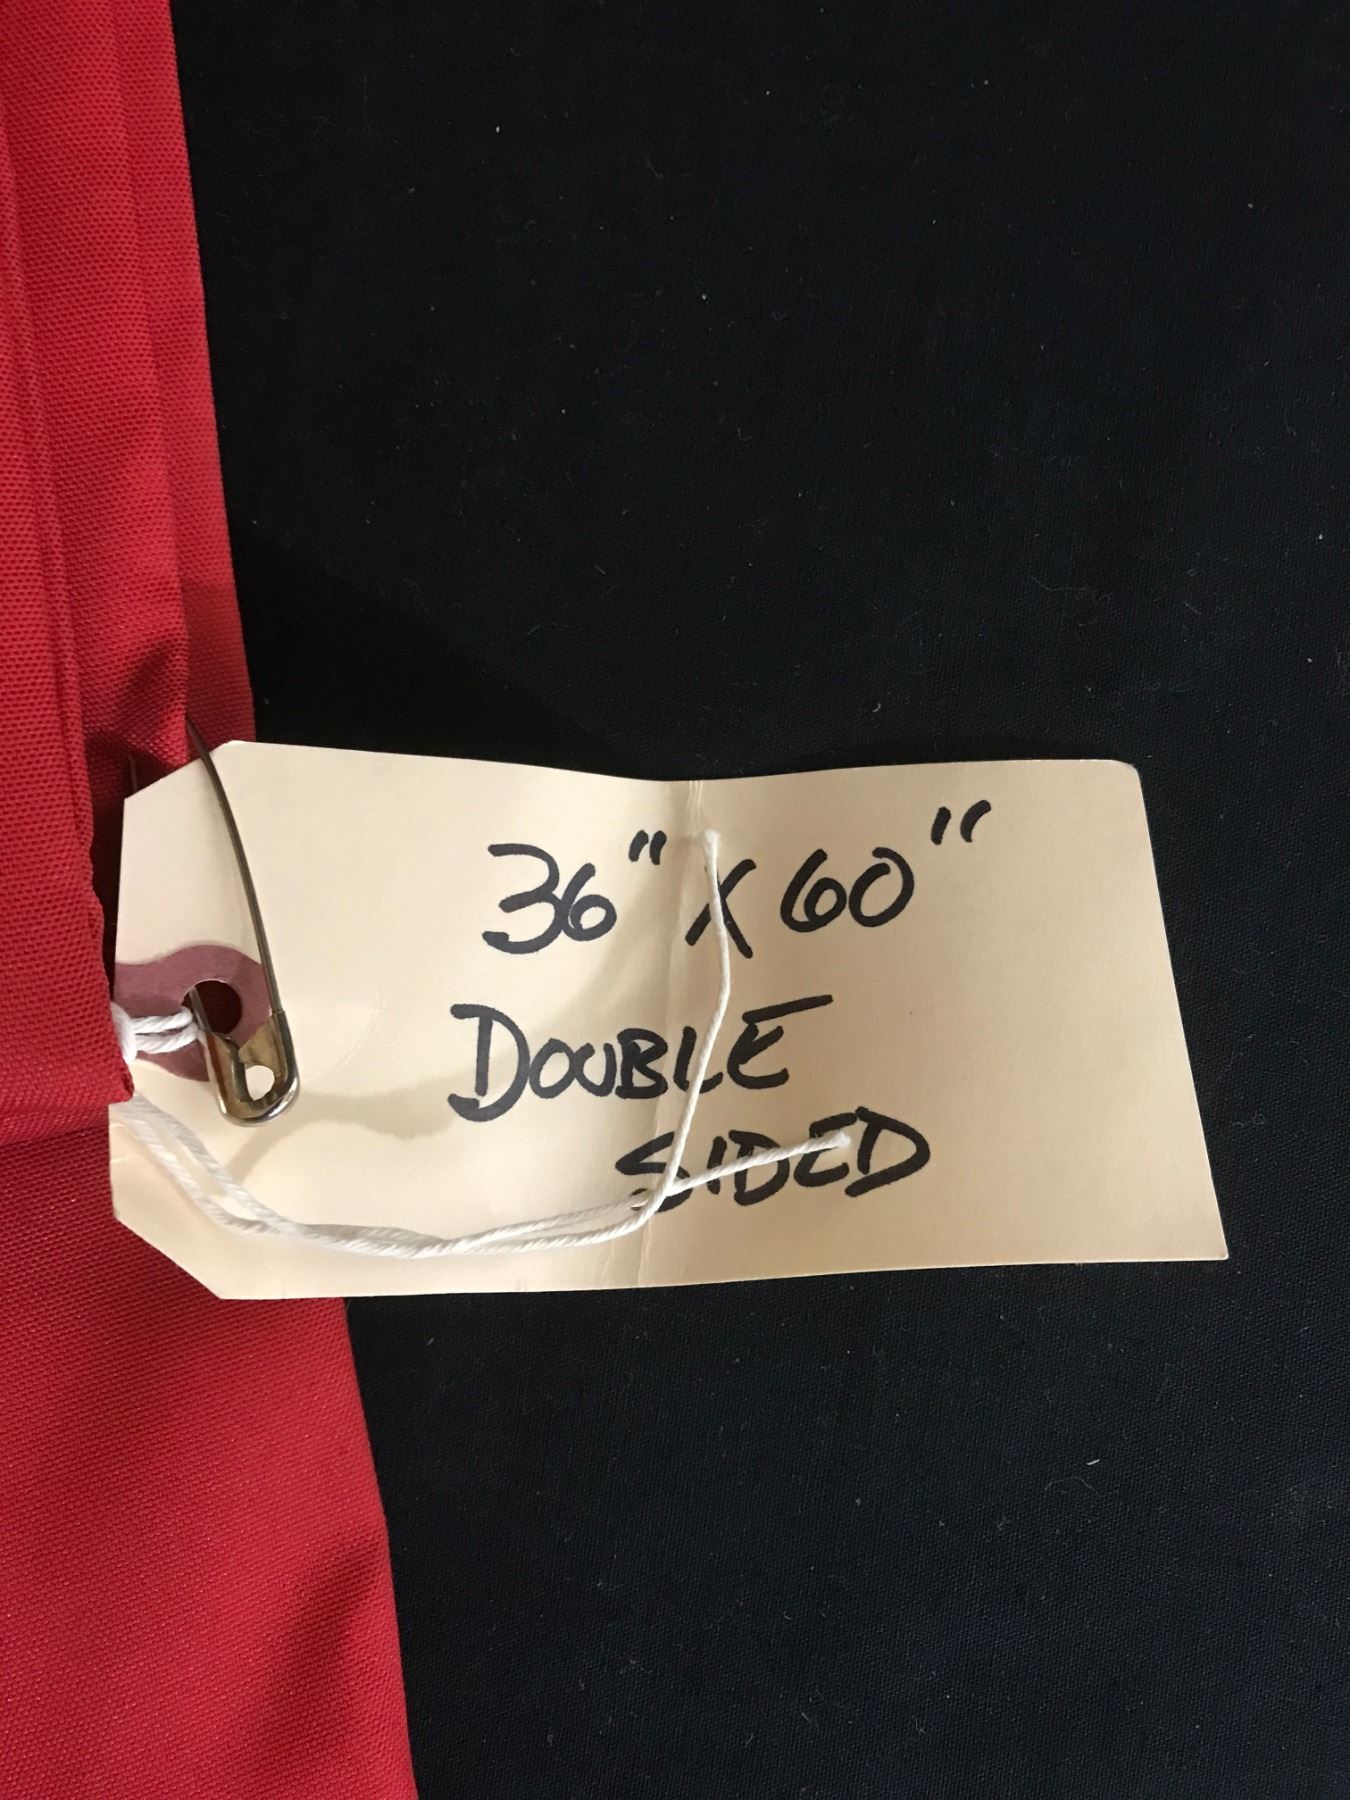 36" X 60"
DOUBLE
SIDED